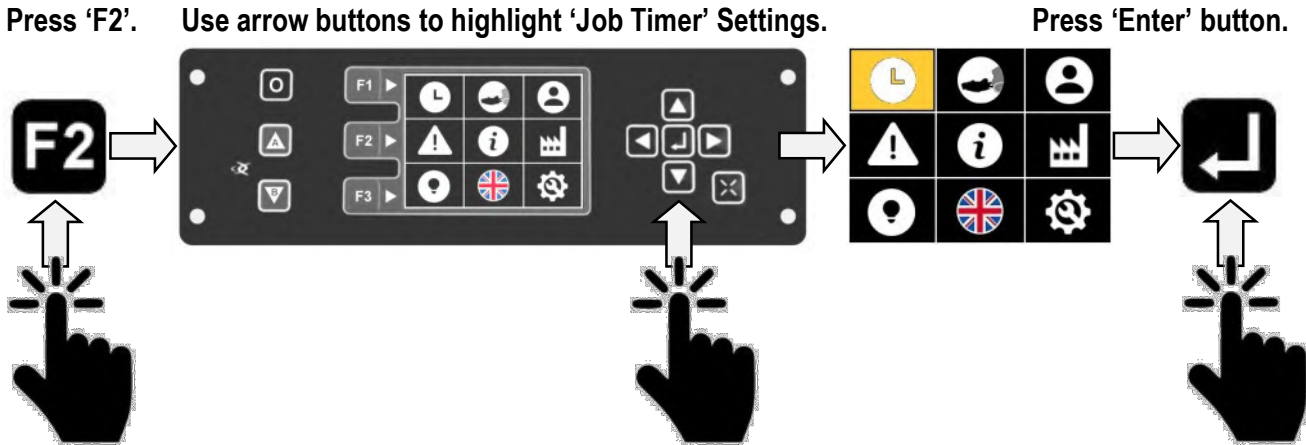 Press ‘F2’. Use arrow buttons to highlight ‘Job Timer’ Settings. Press ‘Enter’ button.
O
F1
A
F2
F2
i
i
B
F3